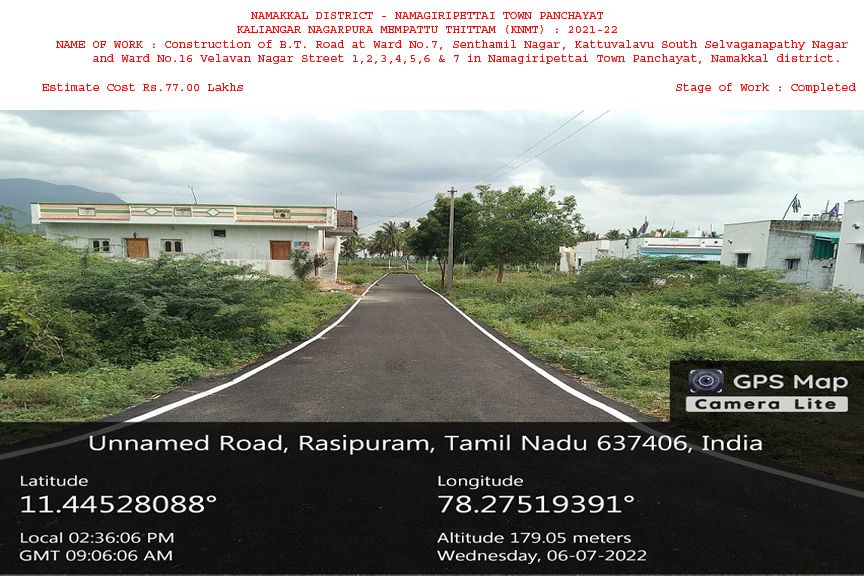 NAMAKKAL DISTRICT - NAMAGIRIPETTAI TOWN PANCHAYAT
KALIANGAR NAGARPURA MEMPATTU THITTAM (KNMT) : 2021-22
NAME OF WORK : Construction of B.T. Road at Ward No.7, Senthamil Nagar, Kattuvalavu South Selvaganapathy Nagar
and Ward No.16 Velavan Nagar Street 1,2,3,4,5,6 & 7 in Namagiripettai Town Panchayat, Namakkal district.
Estimate Cost Rs.77.00 Lakhs
Stage of Work : Completed
GPS Map
Camera Lite
Unnamed Road, Rasipuram, Tamil Nadu 637406, India
Latitude
11.44528088°
Longitude
78.27519391°
Local 02:36:06 PM
GMT 09:06:06 AM
Altitude 179.05 meters
Wednesday, 06-07-2022